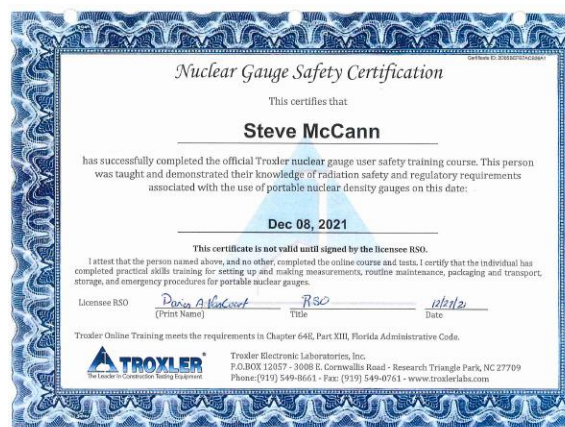 Nuclear Gauge Safety Certification
This certifies that
Steve McCann
has successfully completed the official Troxler nuclear gauge user safety training course. This person
was taught and demonstrated their knowledge of radiation safety and regulatory requirements
associated with the use of portable nuclear density gauges on this date:
Dec 08, 2021
This certificate is not valid until signed by the licensee RSO.
I attest that the person named above, and no other, completed the online course and tests. I certify that the individual has
completed practical skills training for setting up and making measurements, routine maintenance, packaging and transport,
storage, and emergency procedures for portable nuclear gauges.
Licensee RSO A. RSO 12/27/21
(Print Name) Title Date
Troxler Online Training meets the requirements in Chapter 64E, Part XIII, Florida Administrative Code.
TROXLER®
The Leader in Construction Testing Equipment
Troxler Electronic Laboratories, Inc.
P.O.BOX 12057 - 3008 E. Cornwallis Road - Research Triangle Park, NC 27709
Phone:(919) 549-8661 - Fax: (919) 549-0761 - www.troxlerlabs.com